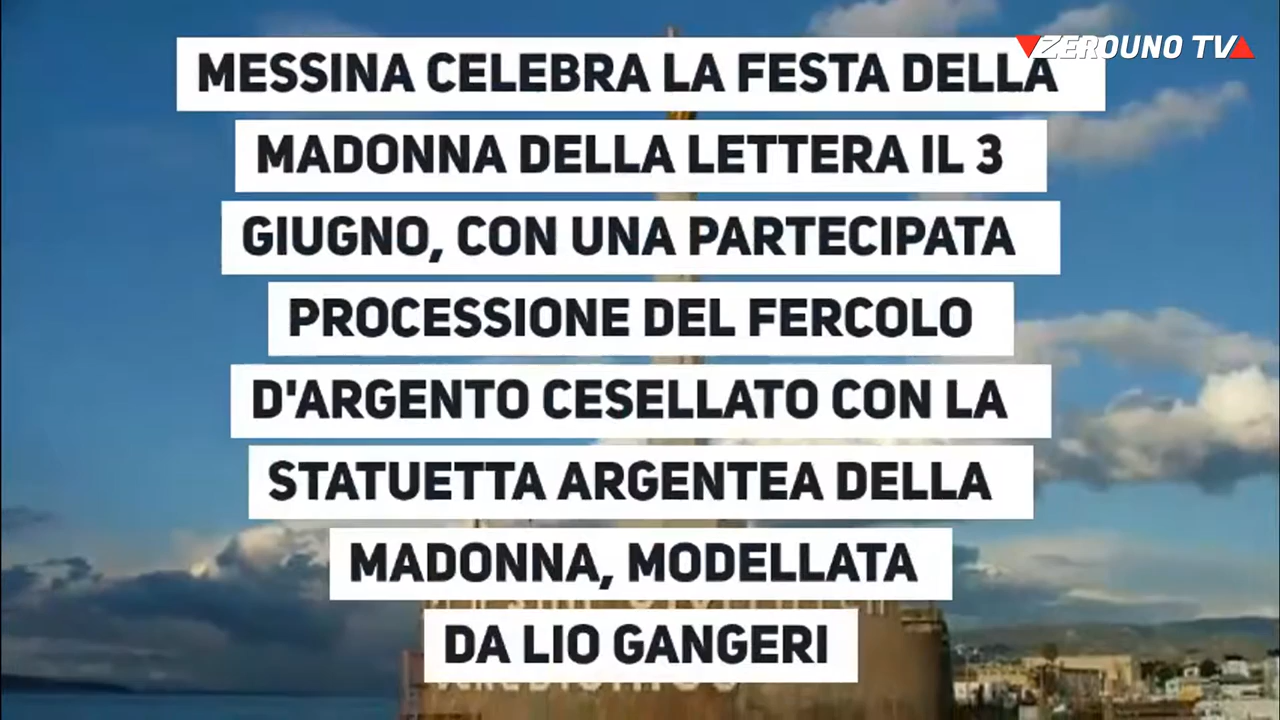 ZEROUNO TV
MESSINA CELEBRA LA FESTA DELLA
MADONNA DELLA LETTERA IL 3
GIUGNO, CON UNA PARTECIPATA
PROCESSIONE DEL FERCOLO
D'ARGENTO CESELLATO CON LA
STATUETTA ARGENTEA DELLA
MADONNA, MODELLATA
DA LIO GANGERI